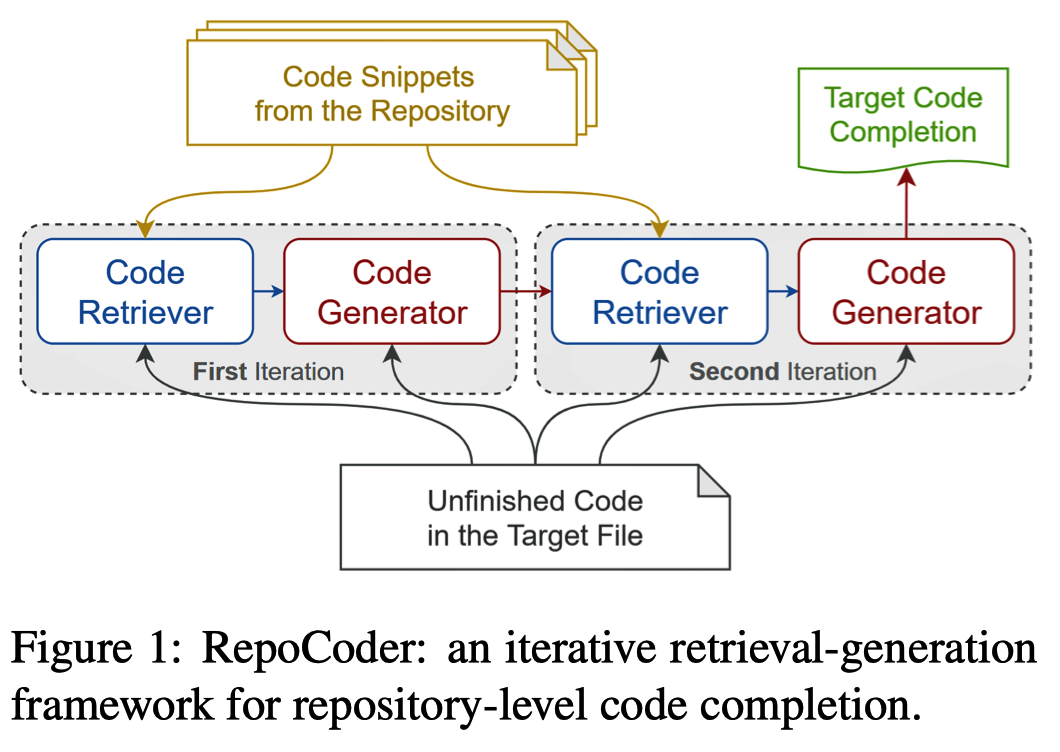 Code Snippets
from the Repository
Target Code
Completion
Code
Retriever
Code
Generator
First Iteration
Code
Retriever
Code
Generator
Second Iteration
Unfinished Code
in the Target File
Figure 1: RepoCoder: an iterative retrieval-generation
framework for repository-level code completion.